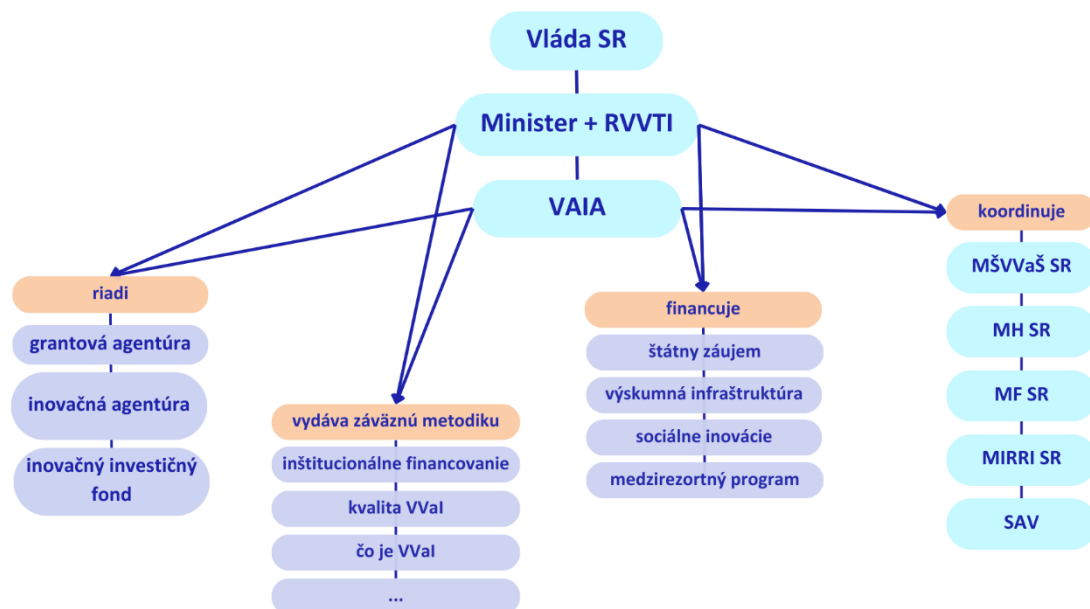 Vláda SR
Minister + RVVTI
VAIA
riadi
grantová agentúra
inovačná agentúra
inovačný investičný
fond
vydáva záväznú metodiku
inštitucionálne financovanie
kvalita VVaI
čo je VVaI
...
financuje
štátny záujem
výskumná infraštruktúra
sociálne inovácie
medzirezortný program
koordinuje
MŠVVaŠ SR
MH SR
MF SR
MIRRI SR
SAV